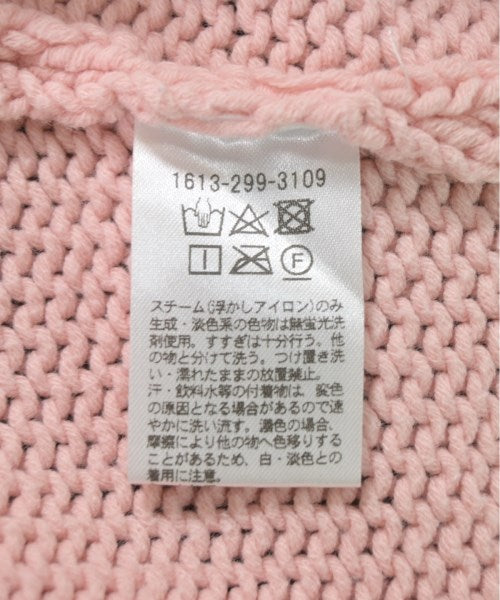 1613-299-3109
F
スチーム(浮かしアイロン)のみ
生成・淡色系の色物は無蛍光洗
剤使用。すすぎは十分行う。他
の物と分けて洗う。つけ置き洗
い・濡れたままの放置禁止。
汗・飲料水等の付着物は、変色
の原因となる場合があるので速
やかに洗い流す。濃色の場合、
摩擦により他の物へ色移りする
ことがあるため、白・淡色との
着用に注意。